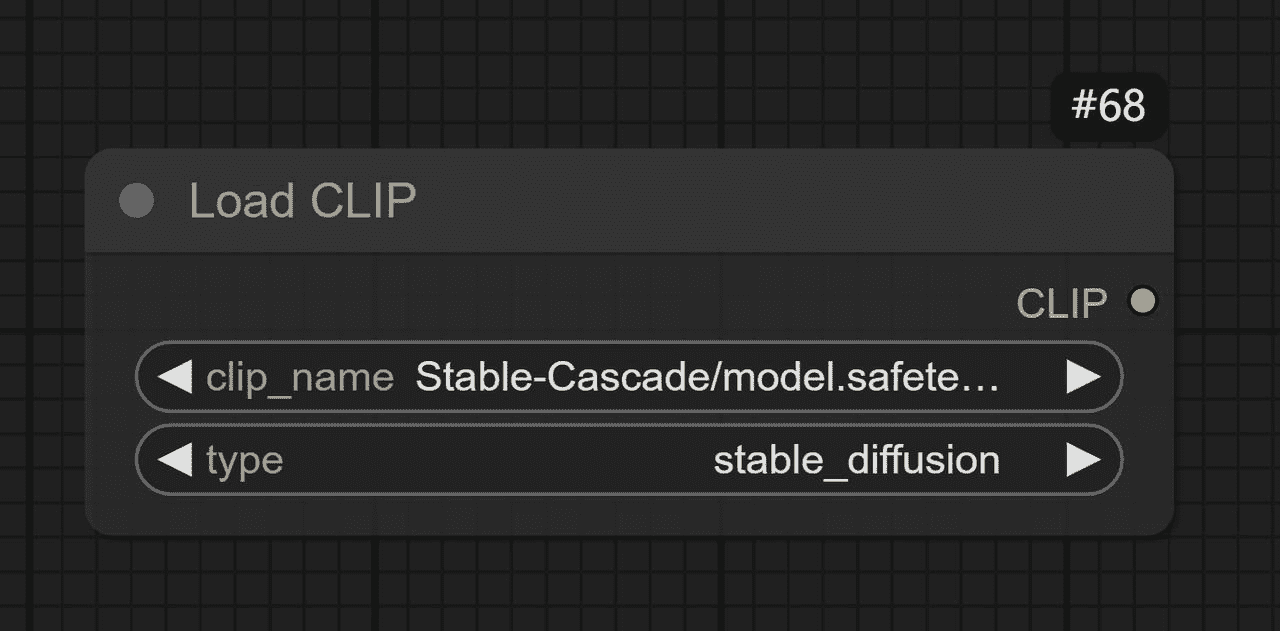 #68
Load CLIP
CLIP
clip_name Stable-Cascade/model.safete...
type stable_diffusion